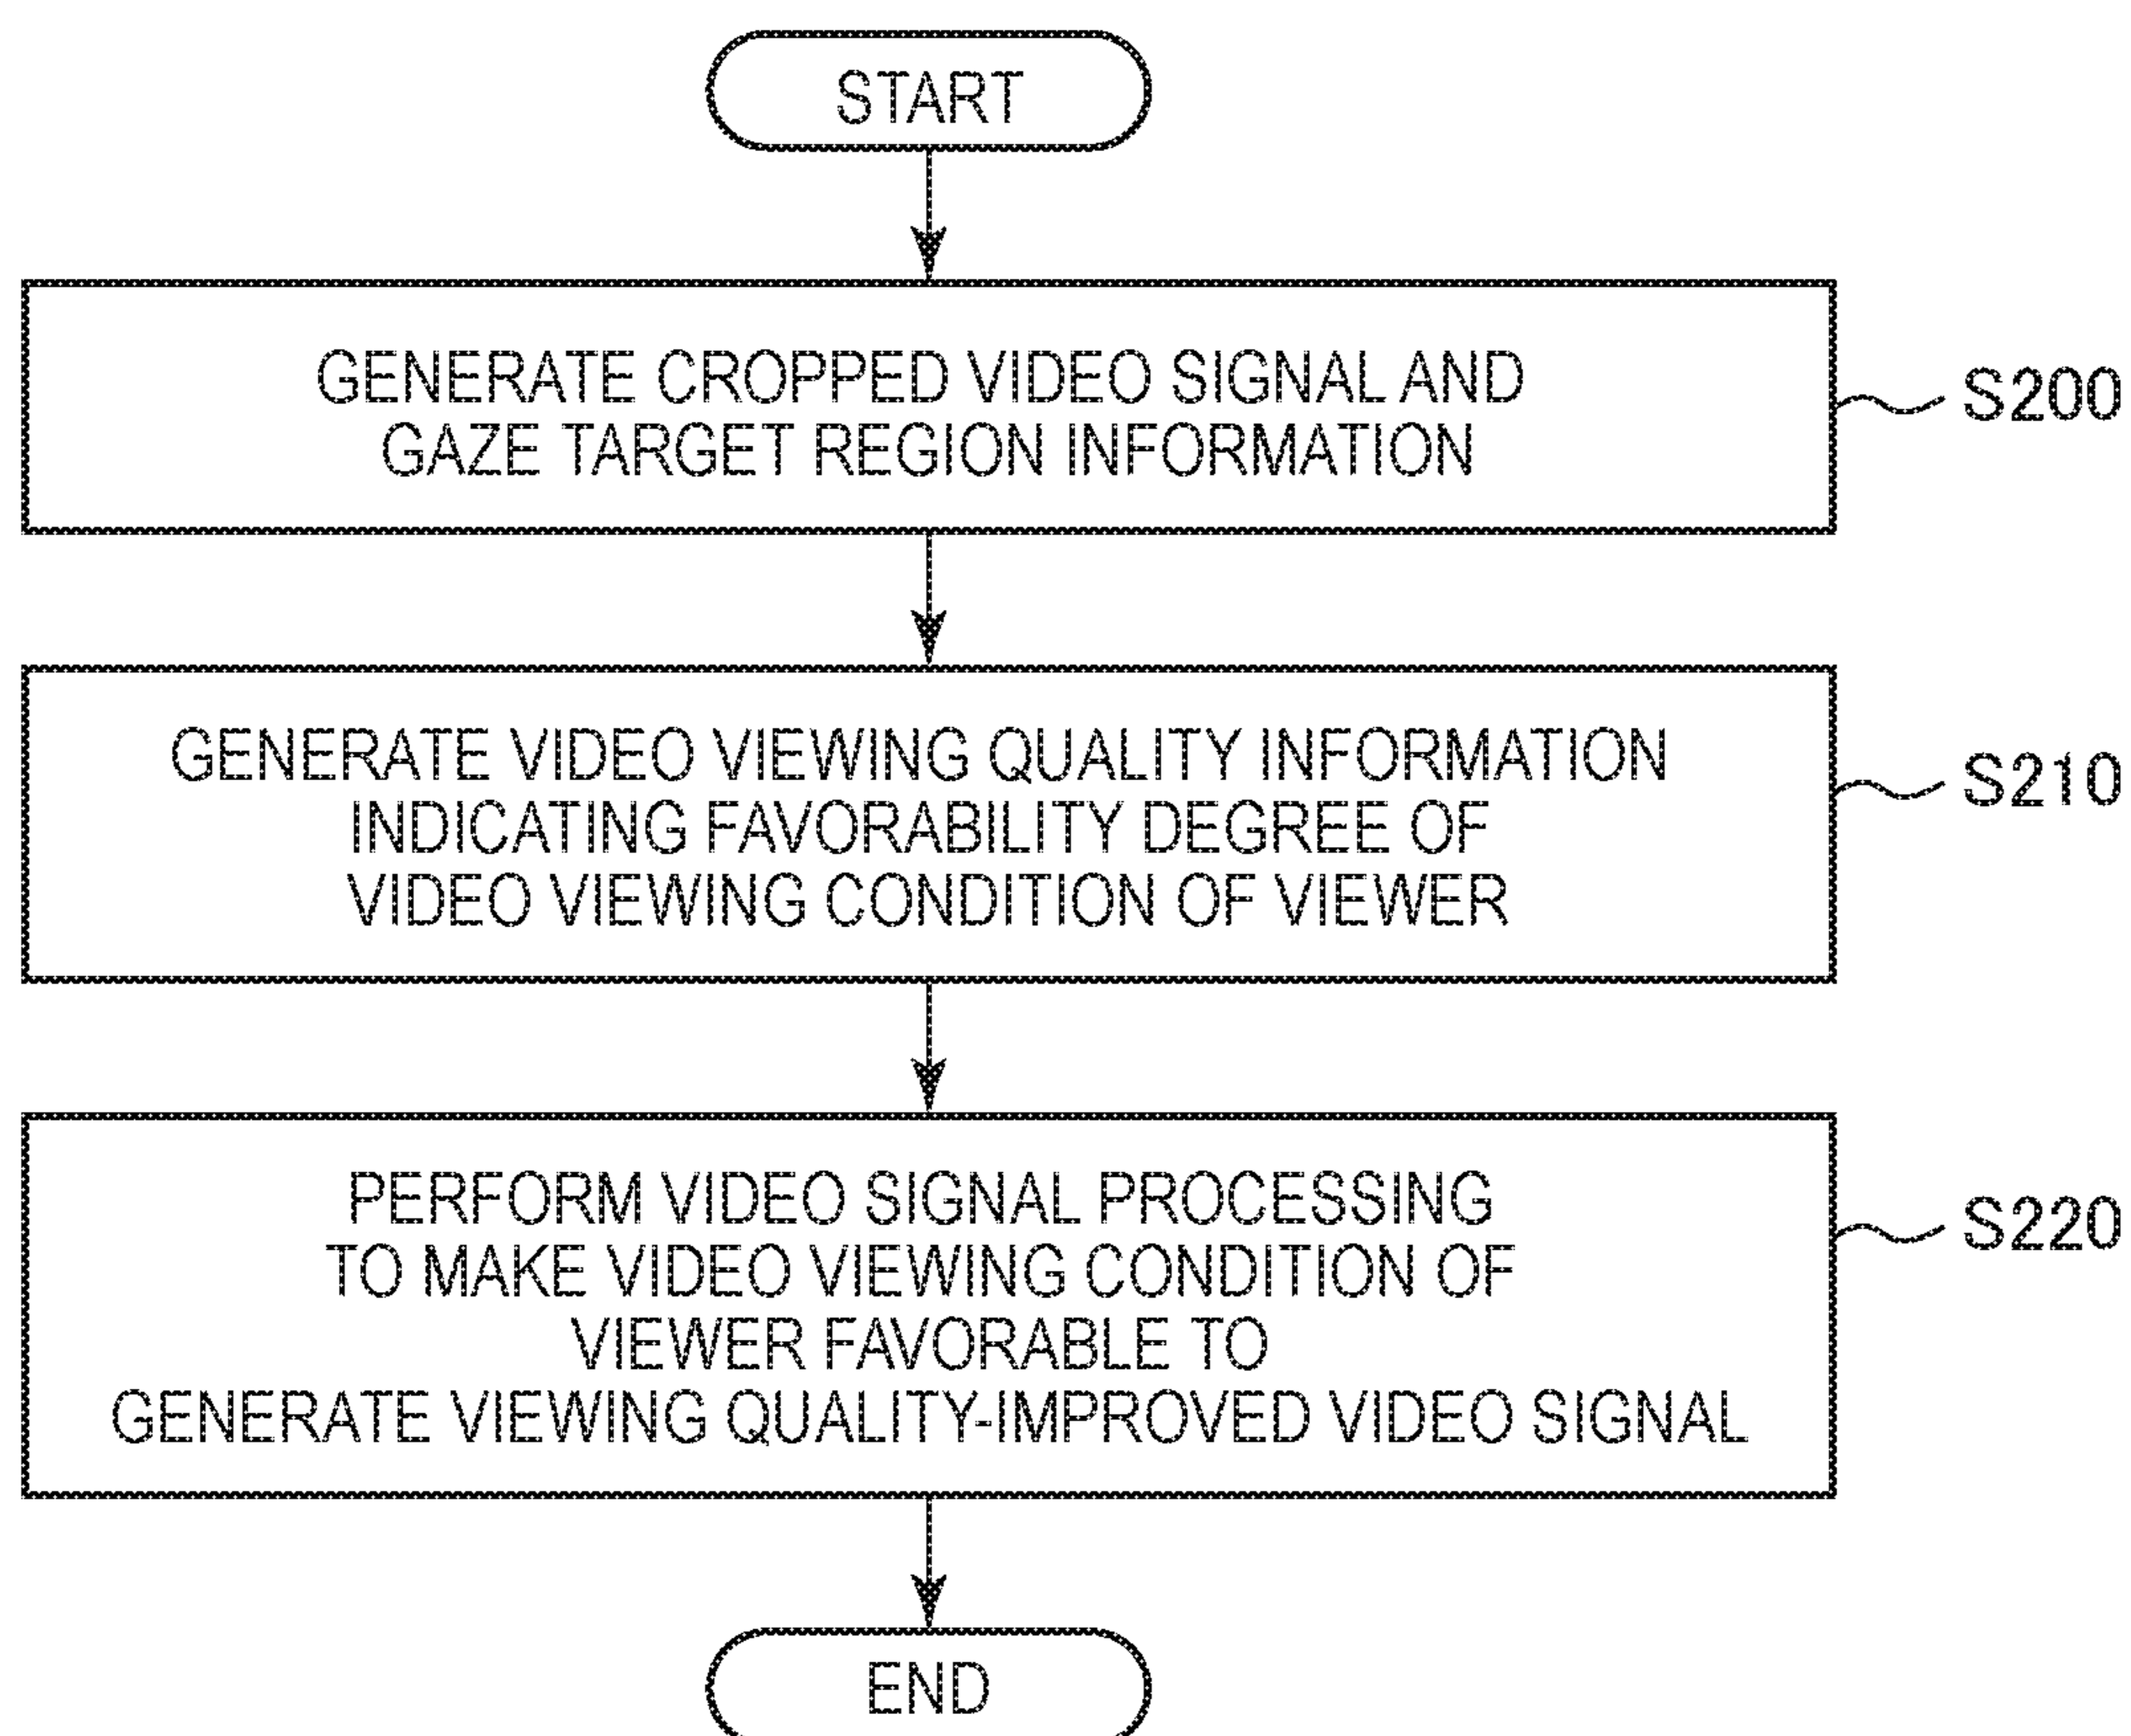 START
GENERATE CROPPED VIDEO SIGNAL AND
GAZE TARGET REGION INFORMATION
S200
GENERATE VIDEO VIEWING QUALITY INFORMATION
INDICATING FAVORABILITY DEGREE OF
VIDEO VIEWING CONDITION OF VIEWER
S210
PERFORM VIDEO SIGNAL PROCESSING
TO MAKE VIDEO VIEWING CONDITION OF
VIEWER FAVORABLE TO
GENERATE VIEWING QUALITY-IMPROVED VIDEO SIGNAL
S220
END